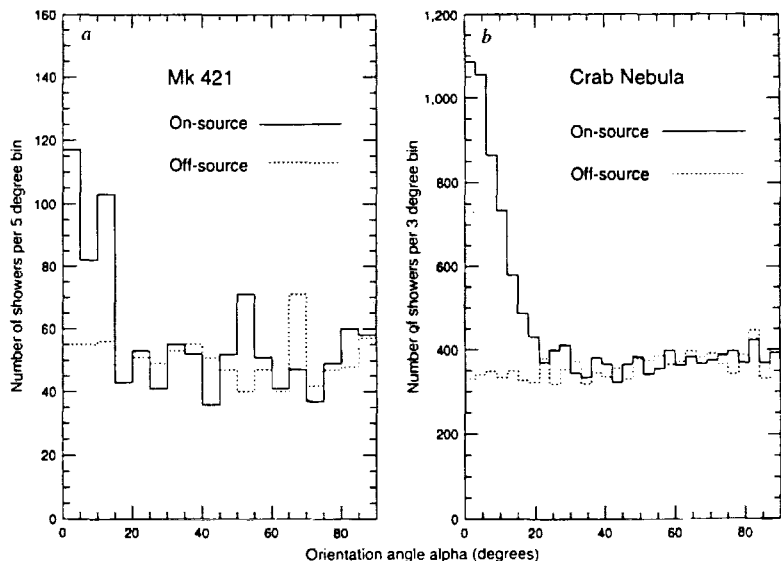 a
Mk 421
On-source
Off-source
Number of showers per 5 degree bin
160
140
120
100
80
60
40
20
0
0
20
40
60
80
b
Crab Nebula
On-source
Off-source
Number of showers per 3 degree bin
1,200
1,000
800
600
400
200
0
0
20
40
60
80
Orientation angle alpha (degrees)